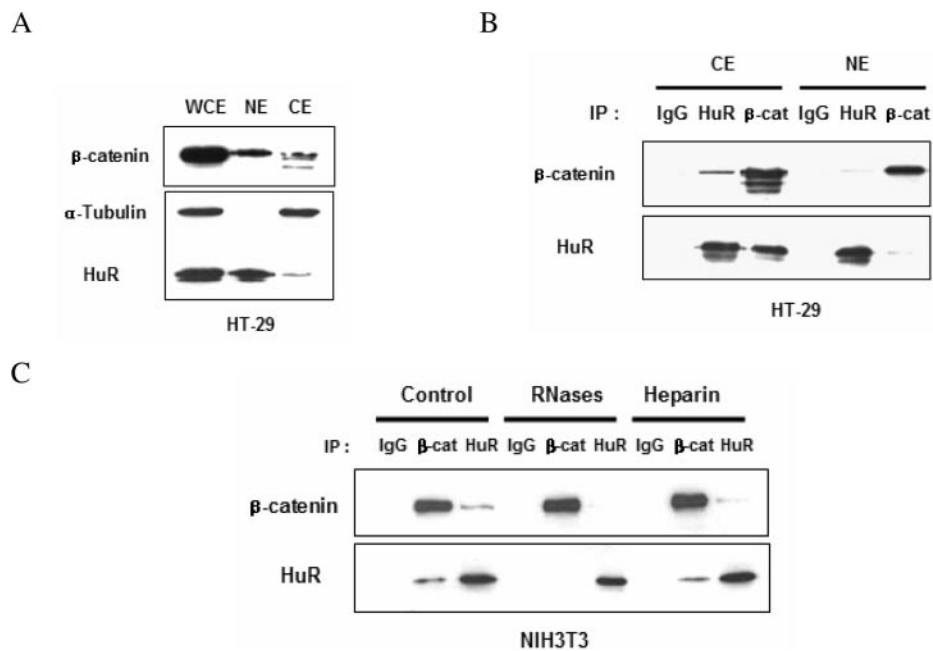 A
WCE NE CE
β-catenin
α-Tubulin
HuR
HT-29
B
CE NE
IP : IgG HuR β-cat IgG HuR β-cat
β-catenin
HuR
HT-29
C
Control RNases Heparin
IP : IgG β-cat HuR IgG β-cat HuR IgG β-cat HuR
β-catenin
HuR
NIH3T3